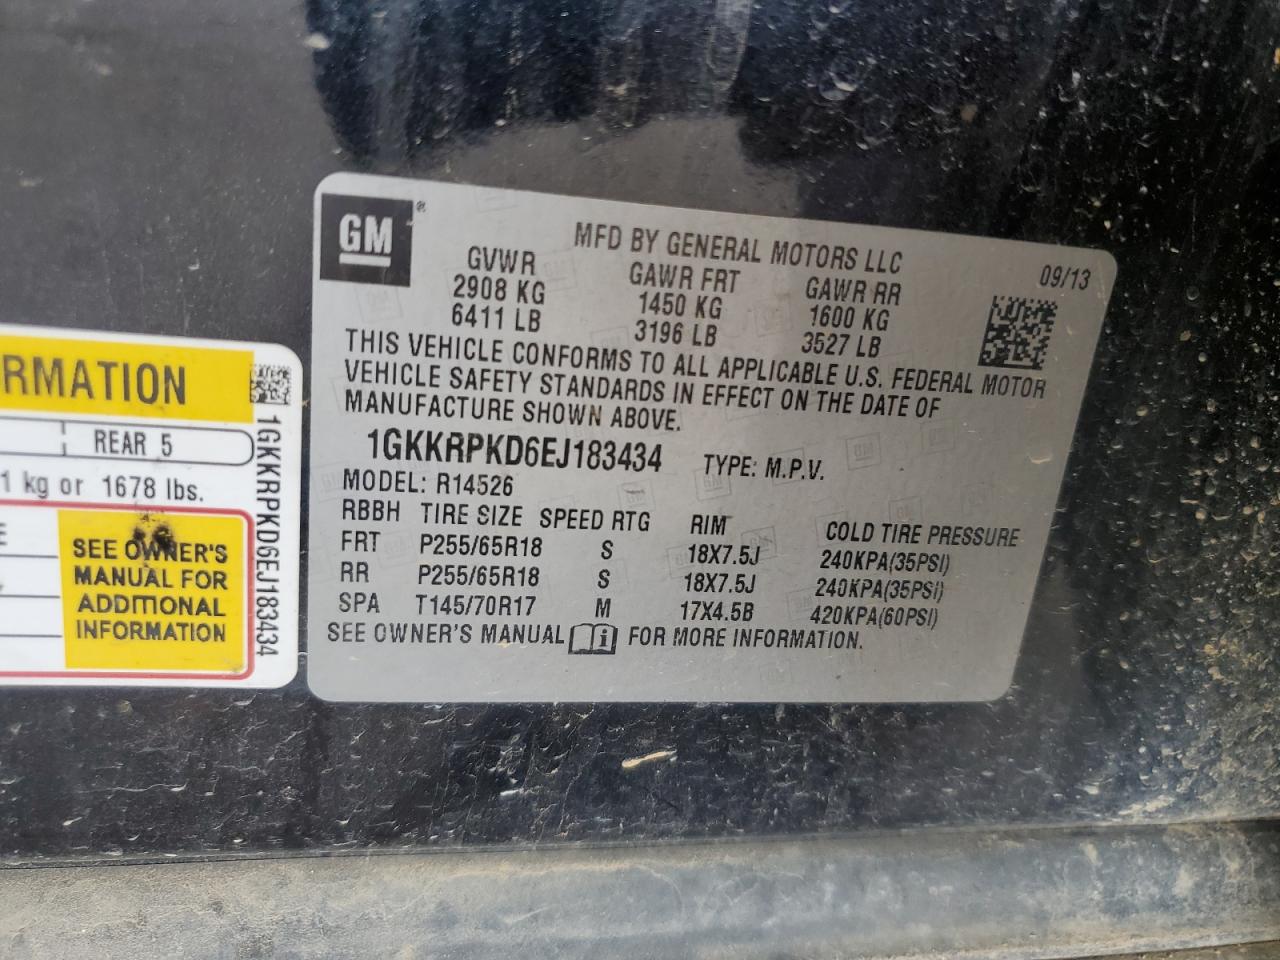 GM ®
MFD BY GENERAL MOTORS LLC
09/13
GVWR GAWR FRT GAWR RR
2908 KG 1450 KG 1600 KG
6411 LB 3196 LB 3527 LB
THIS VEHICLE CONFORMS TO ALL APPLICABLE U.S. FEDERAL MOTOR
VEHICLE SAFETY STANDARDS IN EFFECT ON THE DATE OF
MANUFACTURE SHOWN ABOVE.
1GKKRPKD6EJ183434 TYPE: M.P.V.
MODEL: R14526
RBBH TIRE SIZE SPEED RTG RIM COLD TIRE PRESSURE
FRT P255/65R18 S 18X7.5J 240KPA(35PSI)
RR P255/65R18 S 18X7.5J 240KPA(35PSI)
SPA T145/70R17 M 17X4.5B 420KPA(60PSI)
SEE OWNER'S MANUAL i FOR MORE INFORMATION.
RMATION
REAR 5
1 kg or 1678 lbs.
E
SEE OWNER'S
MANUAL FOR
ADDITIONAL
INFORMATION
1GKKRPKD6EJ183434